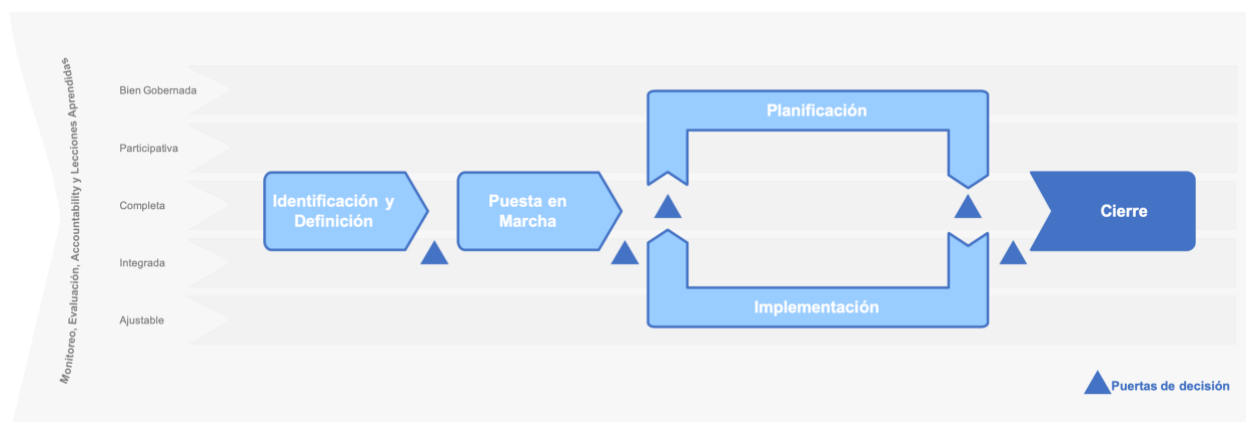 Monitoreo, Evaluación, Accountability y Lecciones Aprendidas
Bien Gobernada
Participativa
Completa
Integrada
Ajustable
Identificación y
Definición
Puesta en
Marcha
Planificación
Implementación
Cierre
Puertas de decisión